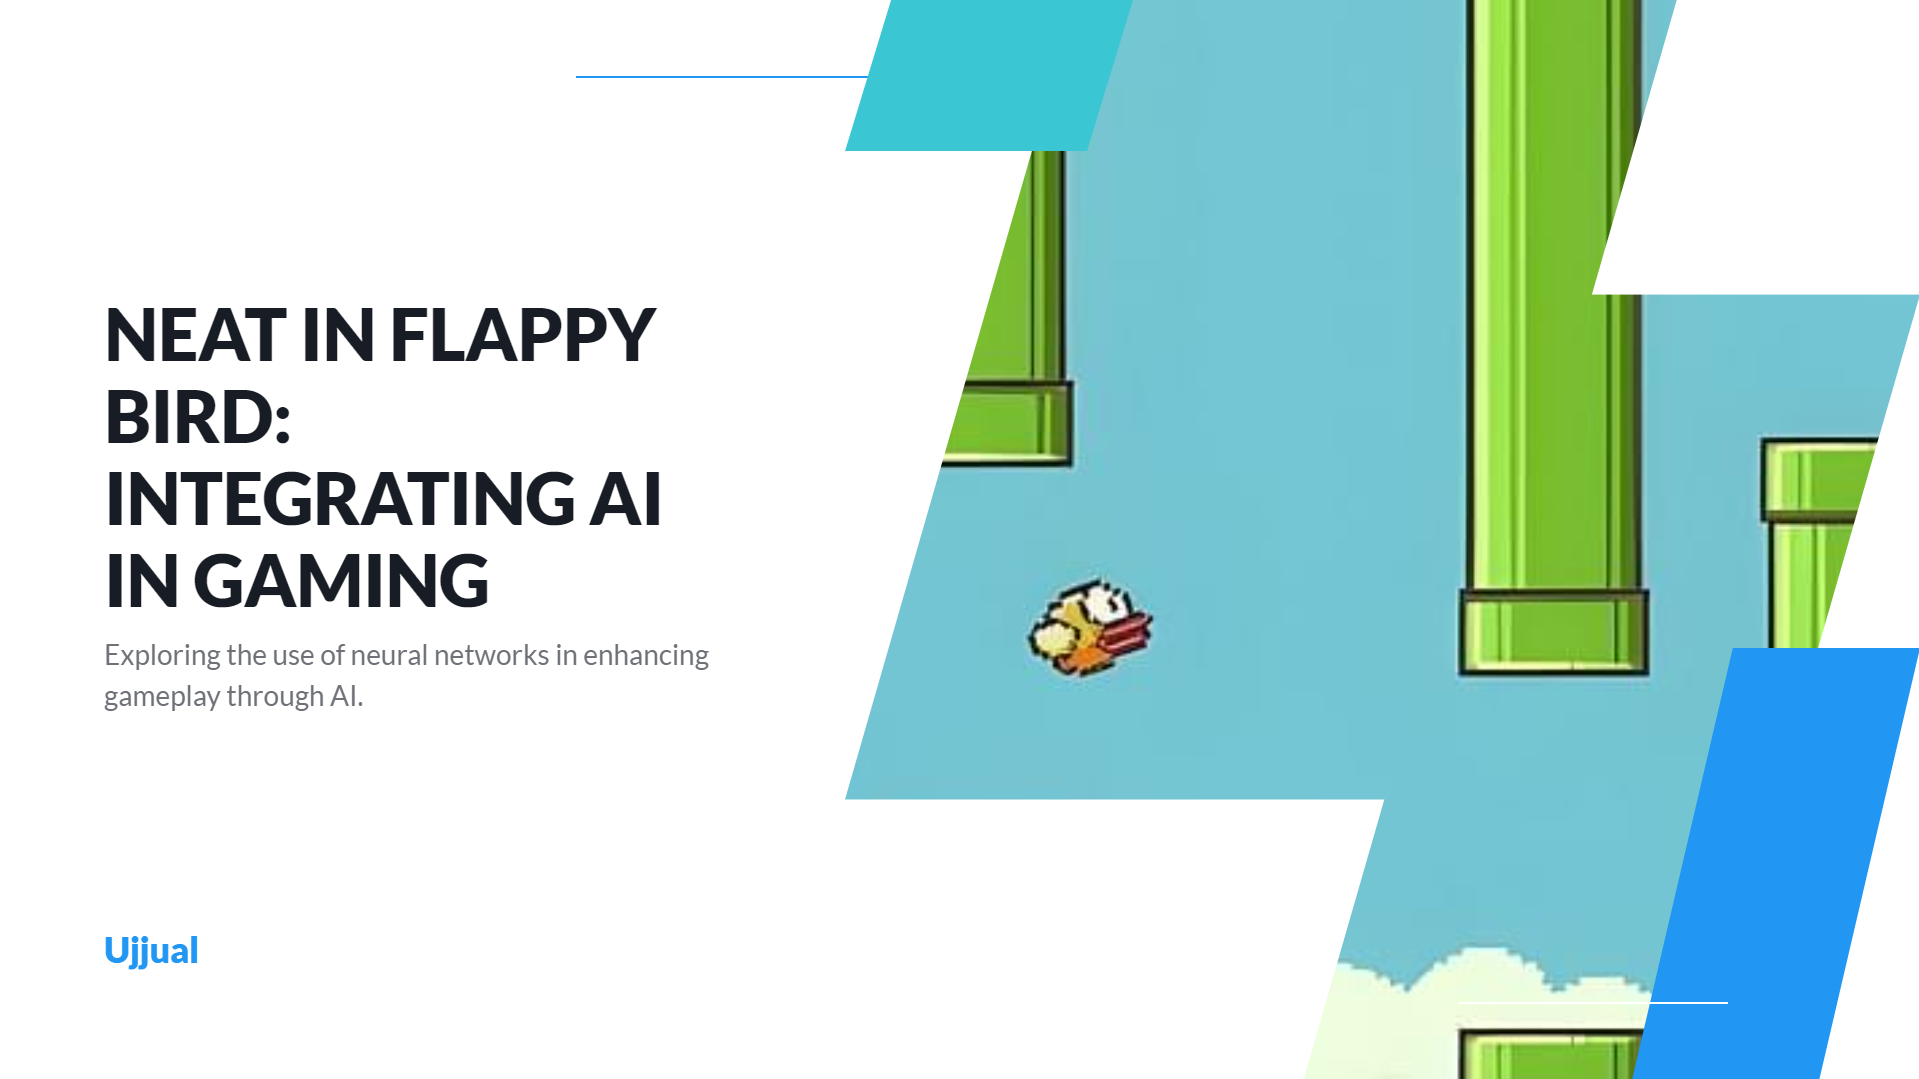 NEAT IN FLAPPY
BIRD:
INTEGRATING AI
IN GAMING
Exploring the use of neural networks in enhancing
gameplay through AI.
Ujjual